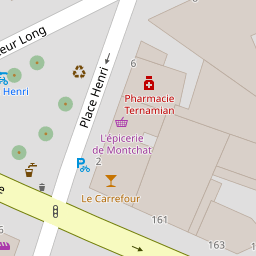 eur Long
Place Henri
6
Henri
Pharmacie
Ternamian
L'épicerie
de Montchat
2
P
Le Carrefour
e
161
163